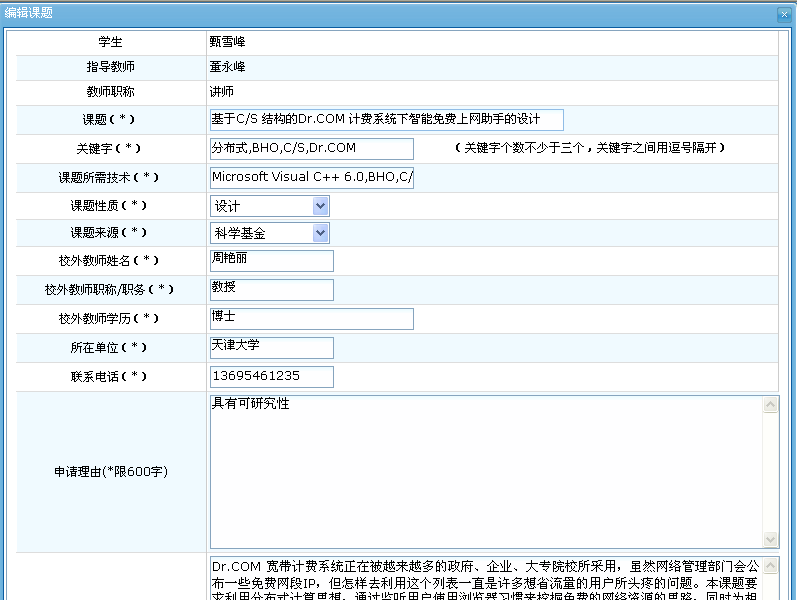 编辑课题
学生 甄雪峰
指导教师 董永峰
教师职称 讲师
课题(*) 基于C/S 结构的Dr.COM 计费系统下智能免费上网助手的设计
关键字(*) 分布式,BHO,C/S,Dr.COM (关键字个数不少于三个，关键字之间用逗号隔开)
课题所需技术(*) Microsoft Visual C++ 6.0,BHO,C/
课题性质(*) 设计
课题来源(*) 科学基金
校外教师姓名(*) 周艳丽
校外教师职称/职务(*) 教授
校外教师学历(*) 博士
所在单位(*) 天津大学
联系电话(*) 13695461235
具有可研究性
申请理由(*限600字)
Dr.COM 宽带计费系统正在被越来越多的政府、企业、大专院校所采用，虽然网络管理部门会公
布一些免费网段IP，但怎样去利用这个列表一直是许多想省流量的用户所头疼的问题。本课题要
求利用分布式计算思想，通过监听用户使用浏览器习惯来挖掘免费的网络资源的思路，同时为相